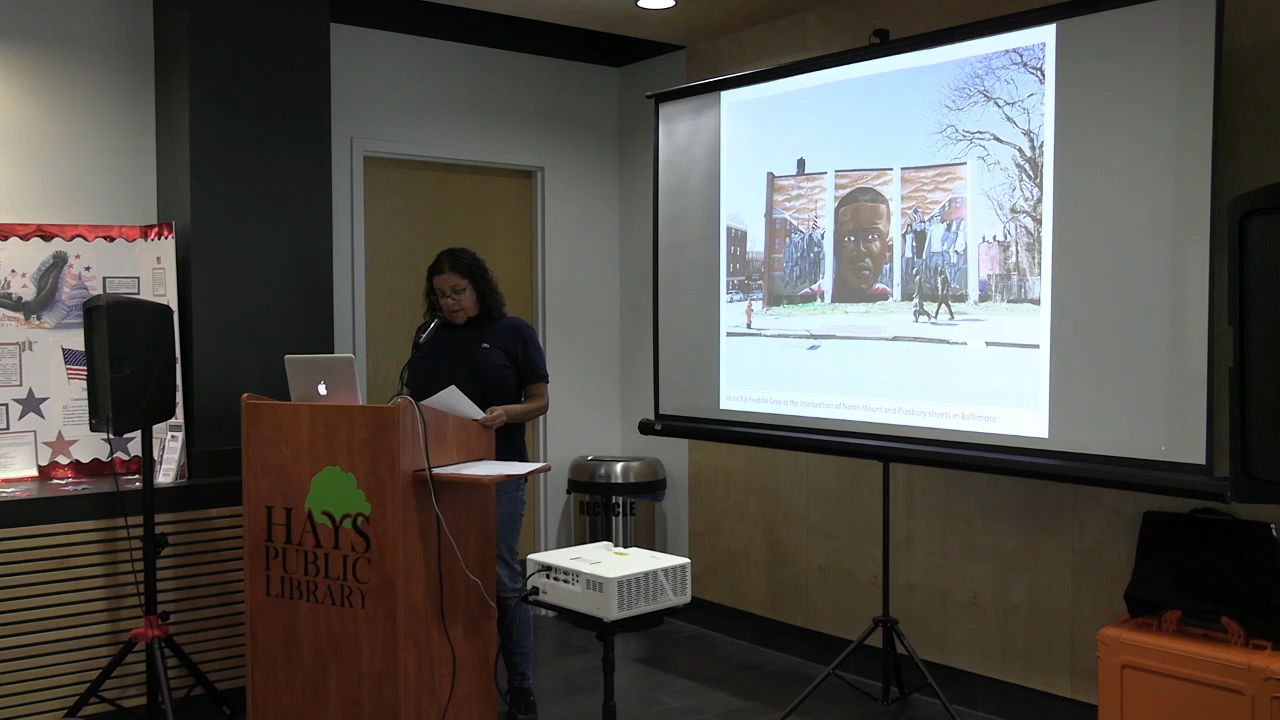 Mural for Freddie Gray at the intersection of North Mount and Presbury streets in Baltimore.
RECYCLE
HAYS
PUBLIC
LIBRARY